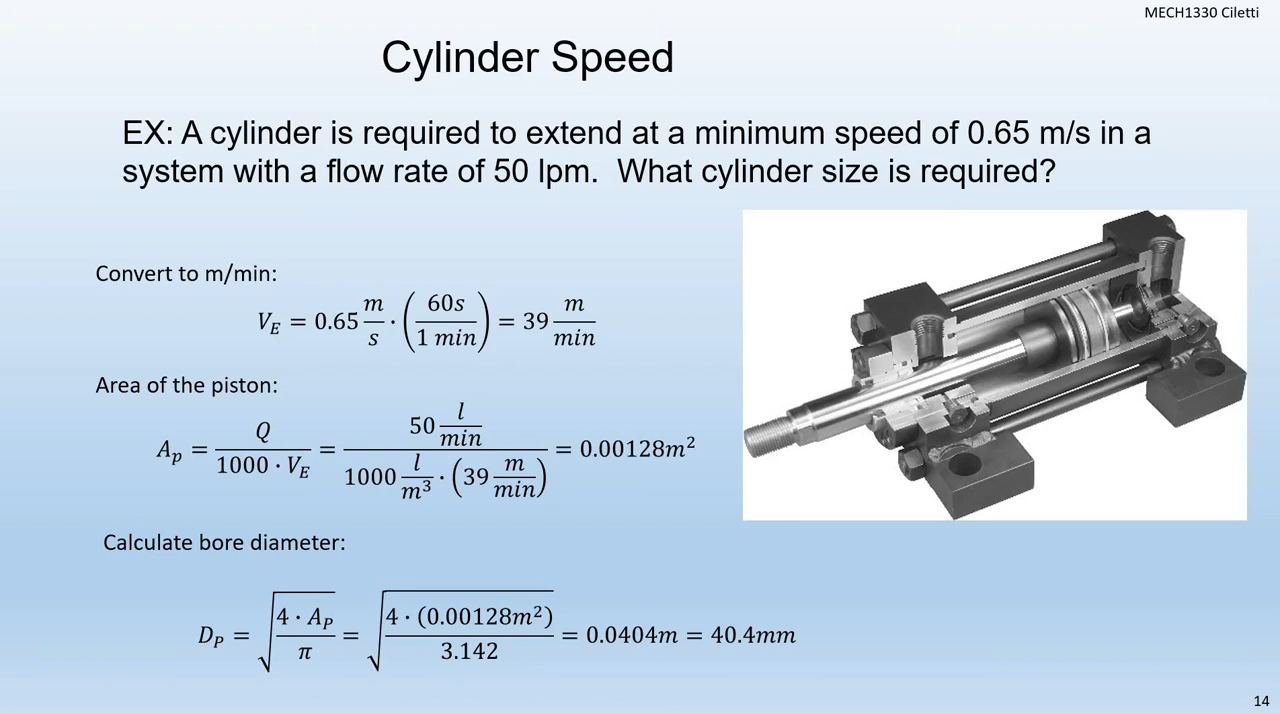 MECH1330 Ciletti
Cylinder Speed
EX: A cylinder is required to extend at a minimum speed of 0.65 m/s in a
system with a flow rate of 50 lpm.  What cylinder size is required?
Convert to m/min:
V_E = 0.65 m/s · (60s / 1 min) = 39 m/min
Area of the piston:
A_p = Q / (1000 · V_E) = (50 l/min) / (1000 l/m³ · (39 m/min)) = 0.00128m²
Calculate bore diameter:
D_P = √((4 · A_P) / π) = √((4 · (0.00128m²)) / 3.142) = 0.0404m = 40.4mm
14